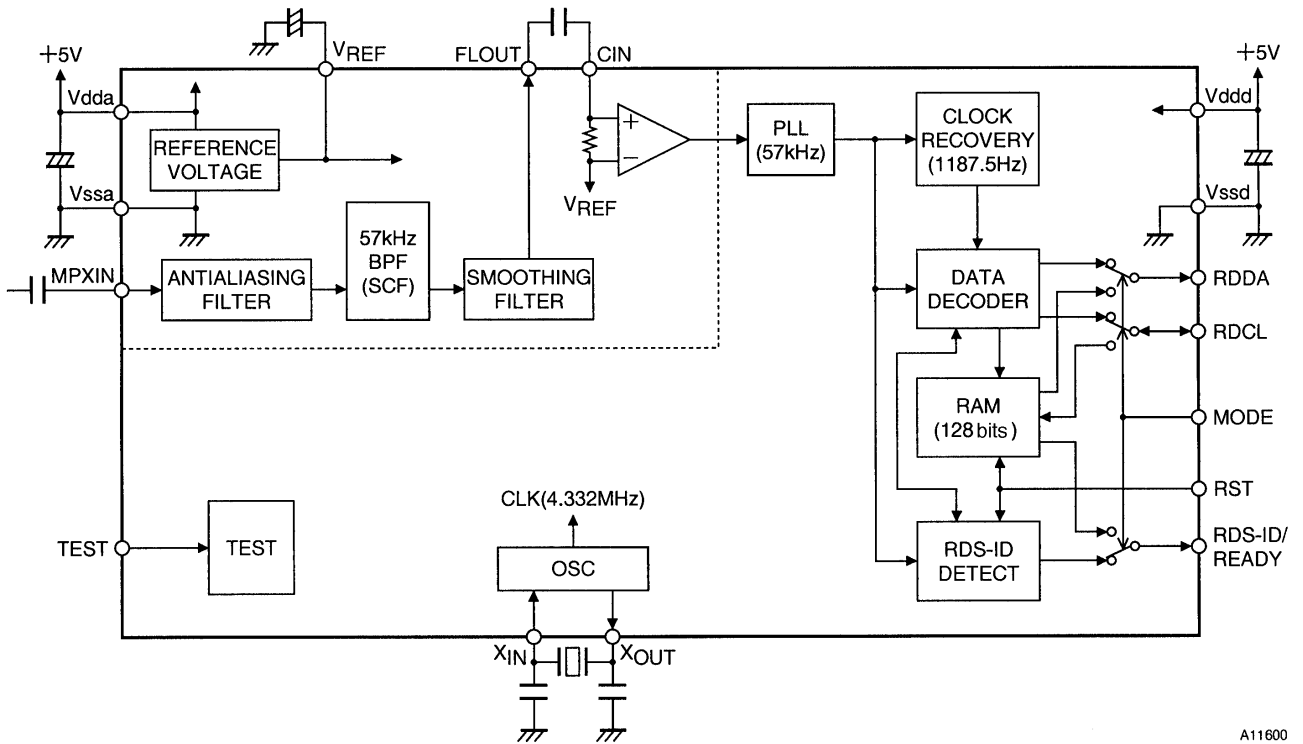 +5V
VREF
FLOUT
CIN
+5V
Vdda
Vddd
REFERENCE
VOLTAGE
+
−
VREF
PLL
(57kHz)
CLOCK
RECOVERY
(1187.5Hz)
Vssa
Vssd
MPXIN
ANTIALIASING
FILTER
57kHz
BPF
(SCF)
SMOOTHING
FILTER
DATA
DECODER
RDDA
RDCL
RAM
(128 bits)
MODE
RST
CLK(4.332MHz)
TEST
TEST
OSC
RDS-ID
DETECT
RDS-ID/
READY
XIN
XOUT
A11600